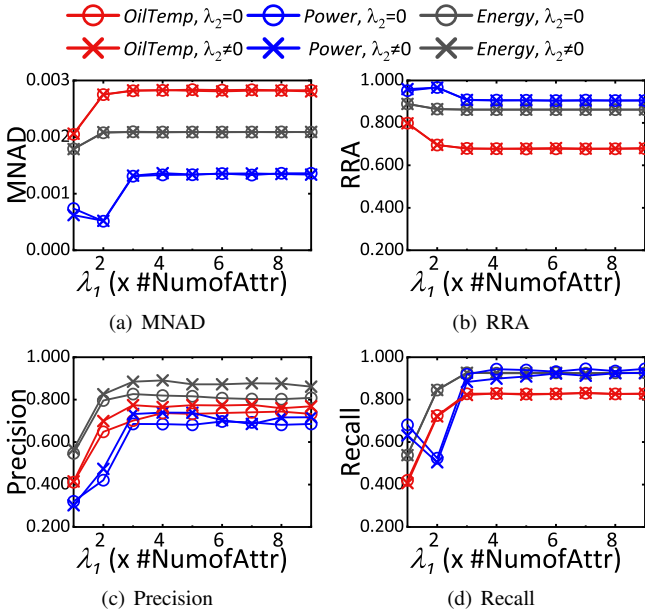 OilTemp, λ₂=0 Power, λ₂=0 Energy, λ₂=0
OilTemp, λ₂≠0 Power, λ₂≠0 Energy, λ₂≠0
0.003
0.002
0.001
0.000
MNAD
2 4 6 8
λ₁ (x #NumofAttr)
(a) MNAD
1.000
0.800
0.600
0.400
0.200
RRA
2 4 6 8
λ₁ (x #NumofAttr)
(b) RRA
1.000
0.800
0.600
0.400
0.200
Precision
2 4 6 8
λ₁ (x #NumofAttr)
(c) Precision
1.000
0.800
0.600
0.400
0.200
Recall
2 4 6 8
λ₁ (x #NumofAttr)
(d) Recall